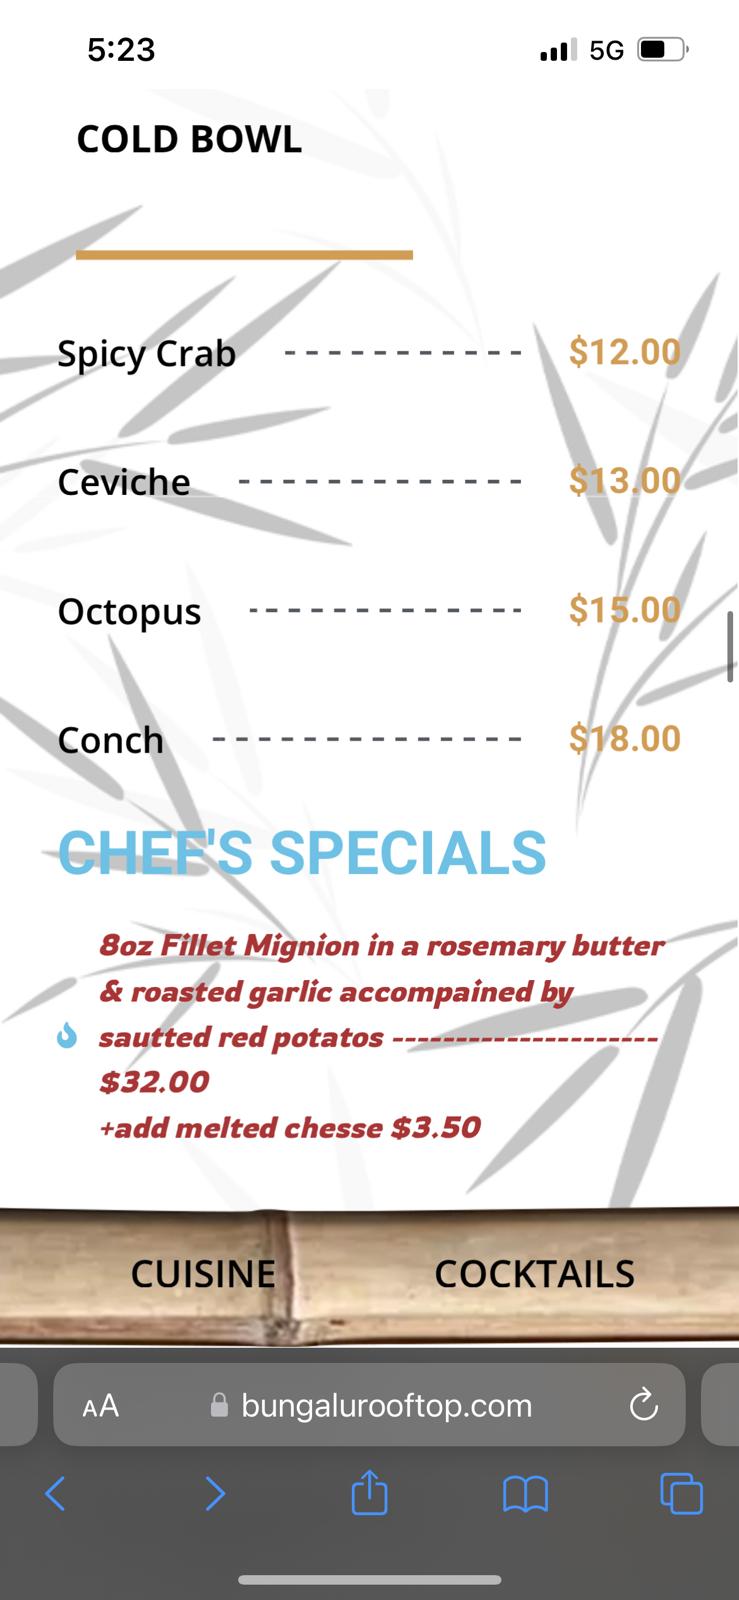 5:23 5G
COLD BOWL
Spicy Crab ----------- $12.00
Ceviche ------------- $13.00
Octopus ------------ $15.00
Conch -------------- $18.00
CHEF'S SPECIALS
8oz Fillet Mignion in a rosemary butter
& roasted garlic accompained by
sautted red potatos ---------------------
$32.00
+add melted chesse $3.50
CUISINE COCKTAILS
AA bungalurooftop.com